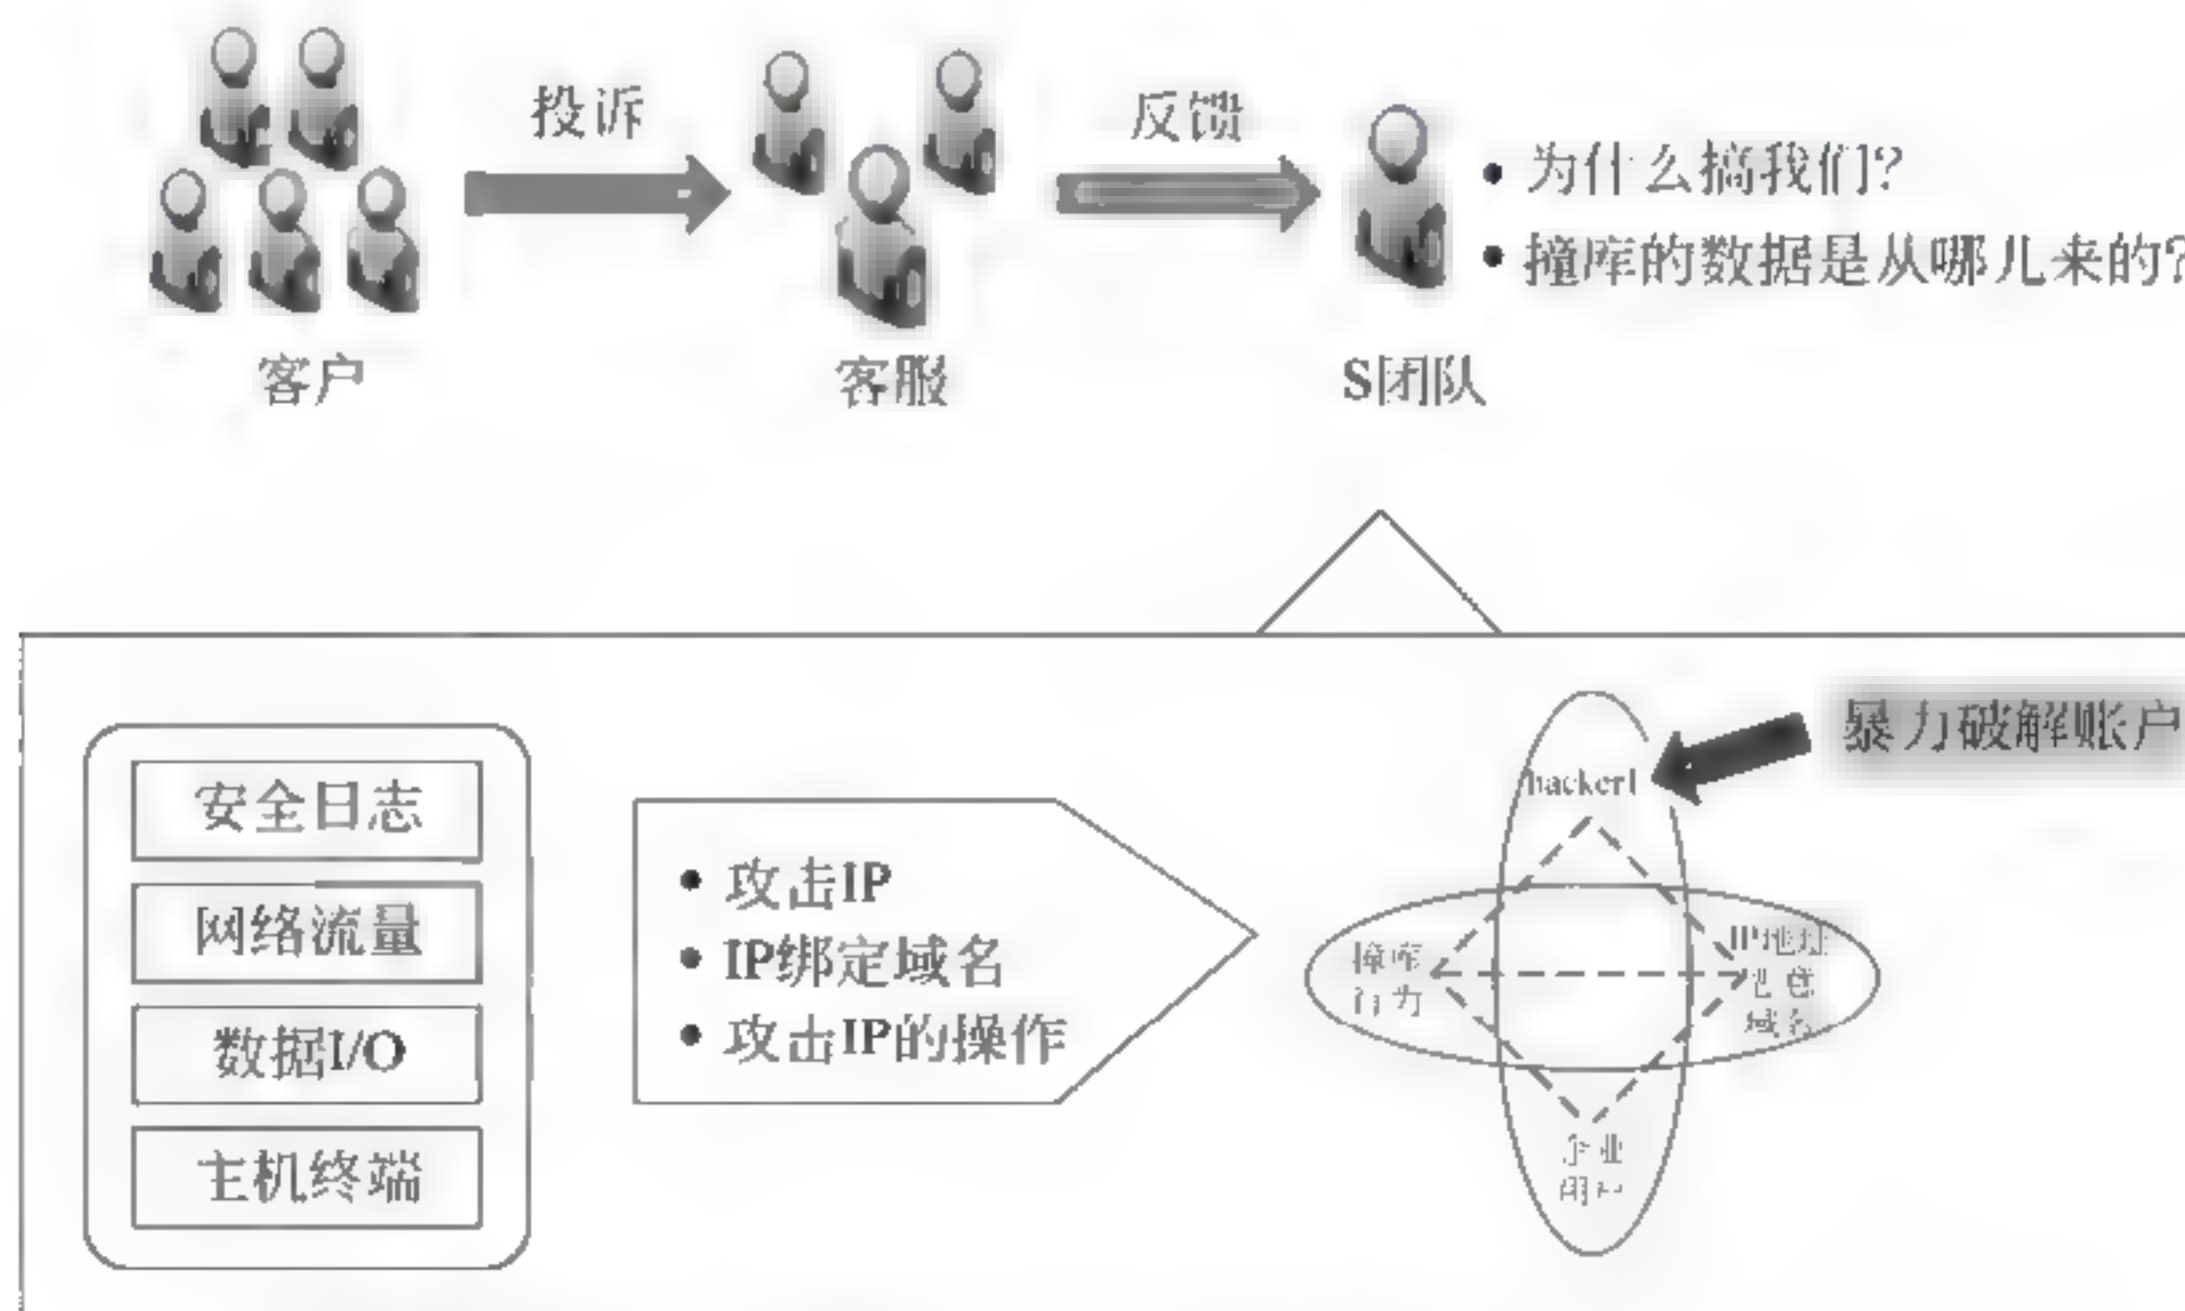 投诉
反馈
• 为什么搞我们?
• 撞库的数据是从哪儿来的?
客户
客服
S团队
暴力破解账户
安全日志
网络流量
数据I/O
主机终端
• 攻击IP
• IP绑定域名
• 攻击IP的操作
hacker1
撞库
行为
IP地址
域名
企业
用户